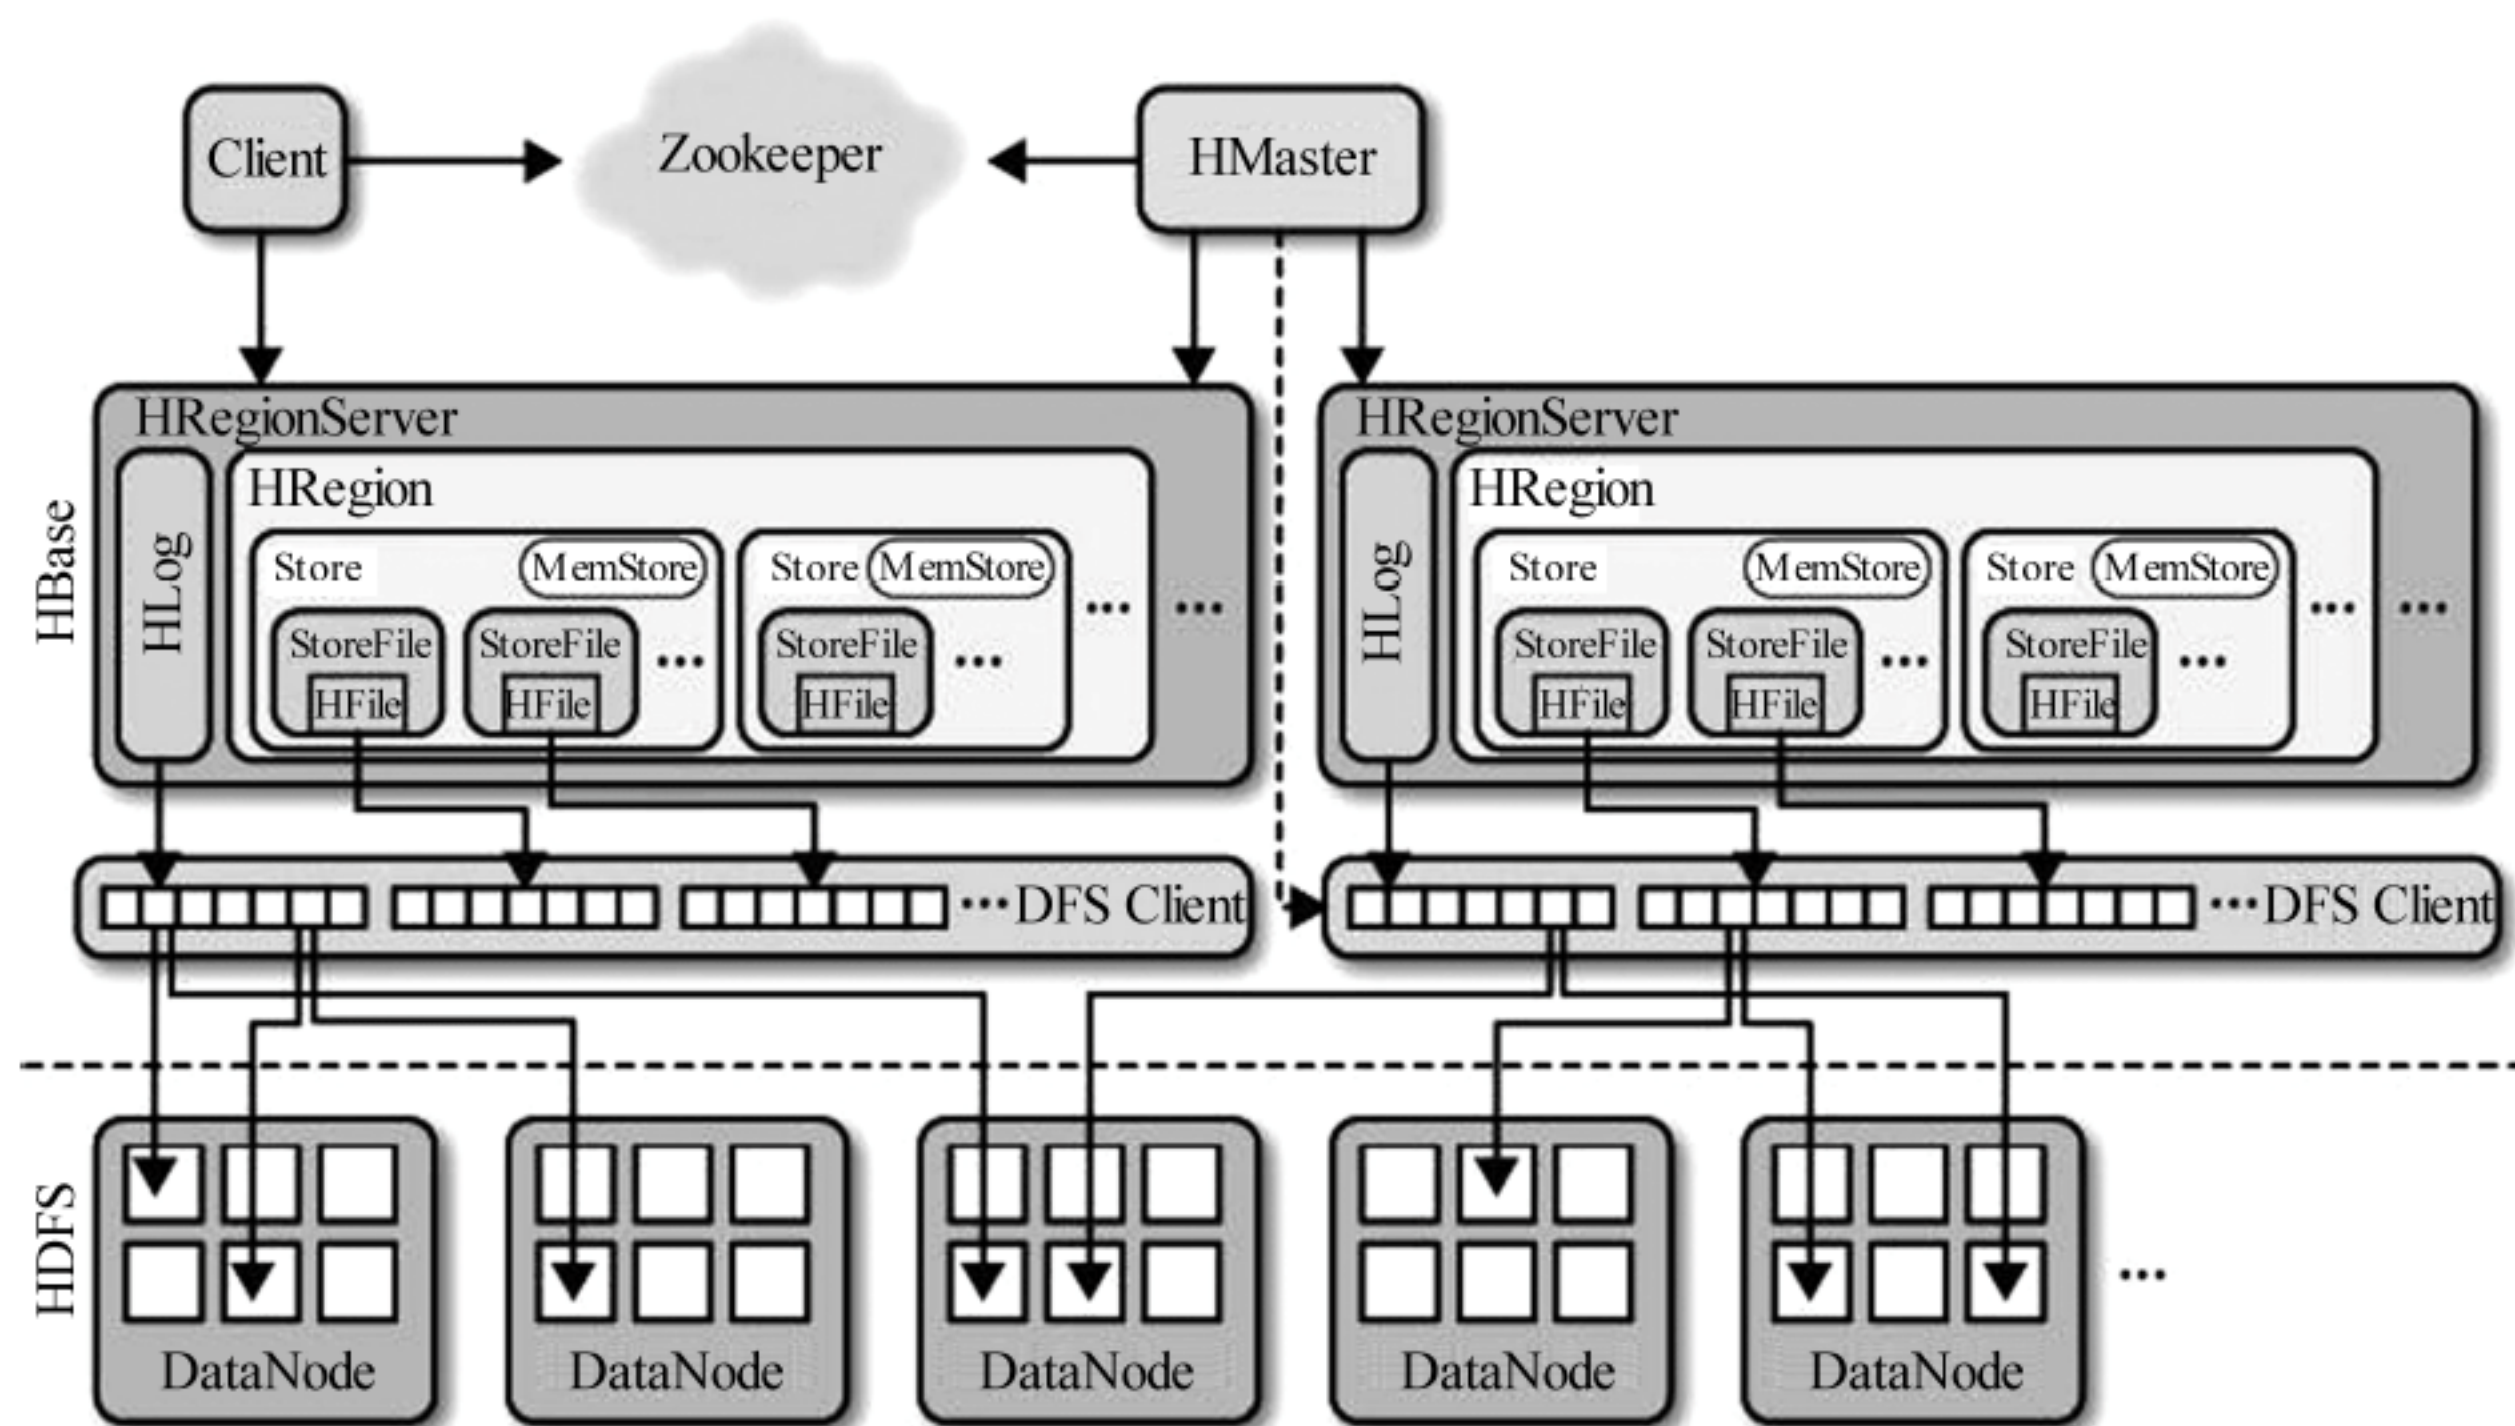 Client
Zookeeper
HMaster
HBase
HRegionServer
HLog
HRegion
Store
MemStore
StoreFile
HFile
StoreFile
HFile
...
Store
MemStore
StoreFile
HFile
...
...
...
HRegionServer
HLog
HRegion
Store
MemStore
StoreFile
HFile
StoreFile
HFile
...
Store
MemStore
StoreFile
HFile
...
...
...
...DFS Client
...DFS Client
HDFS
DataNode
DataNode
DataNode
DataNode
DataNode
...